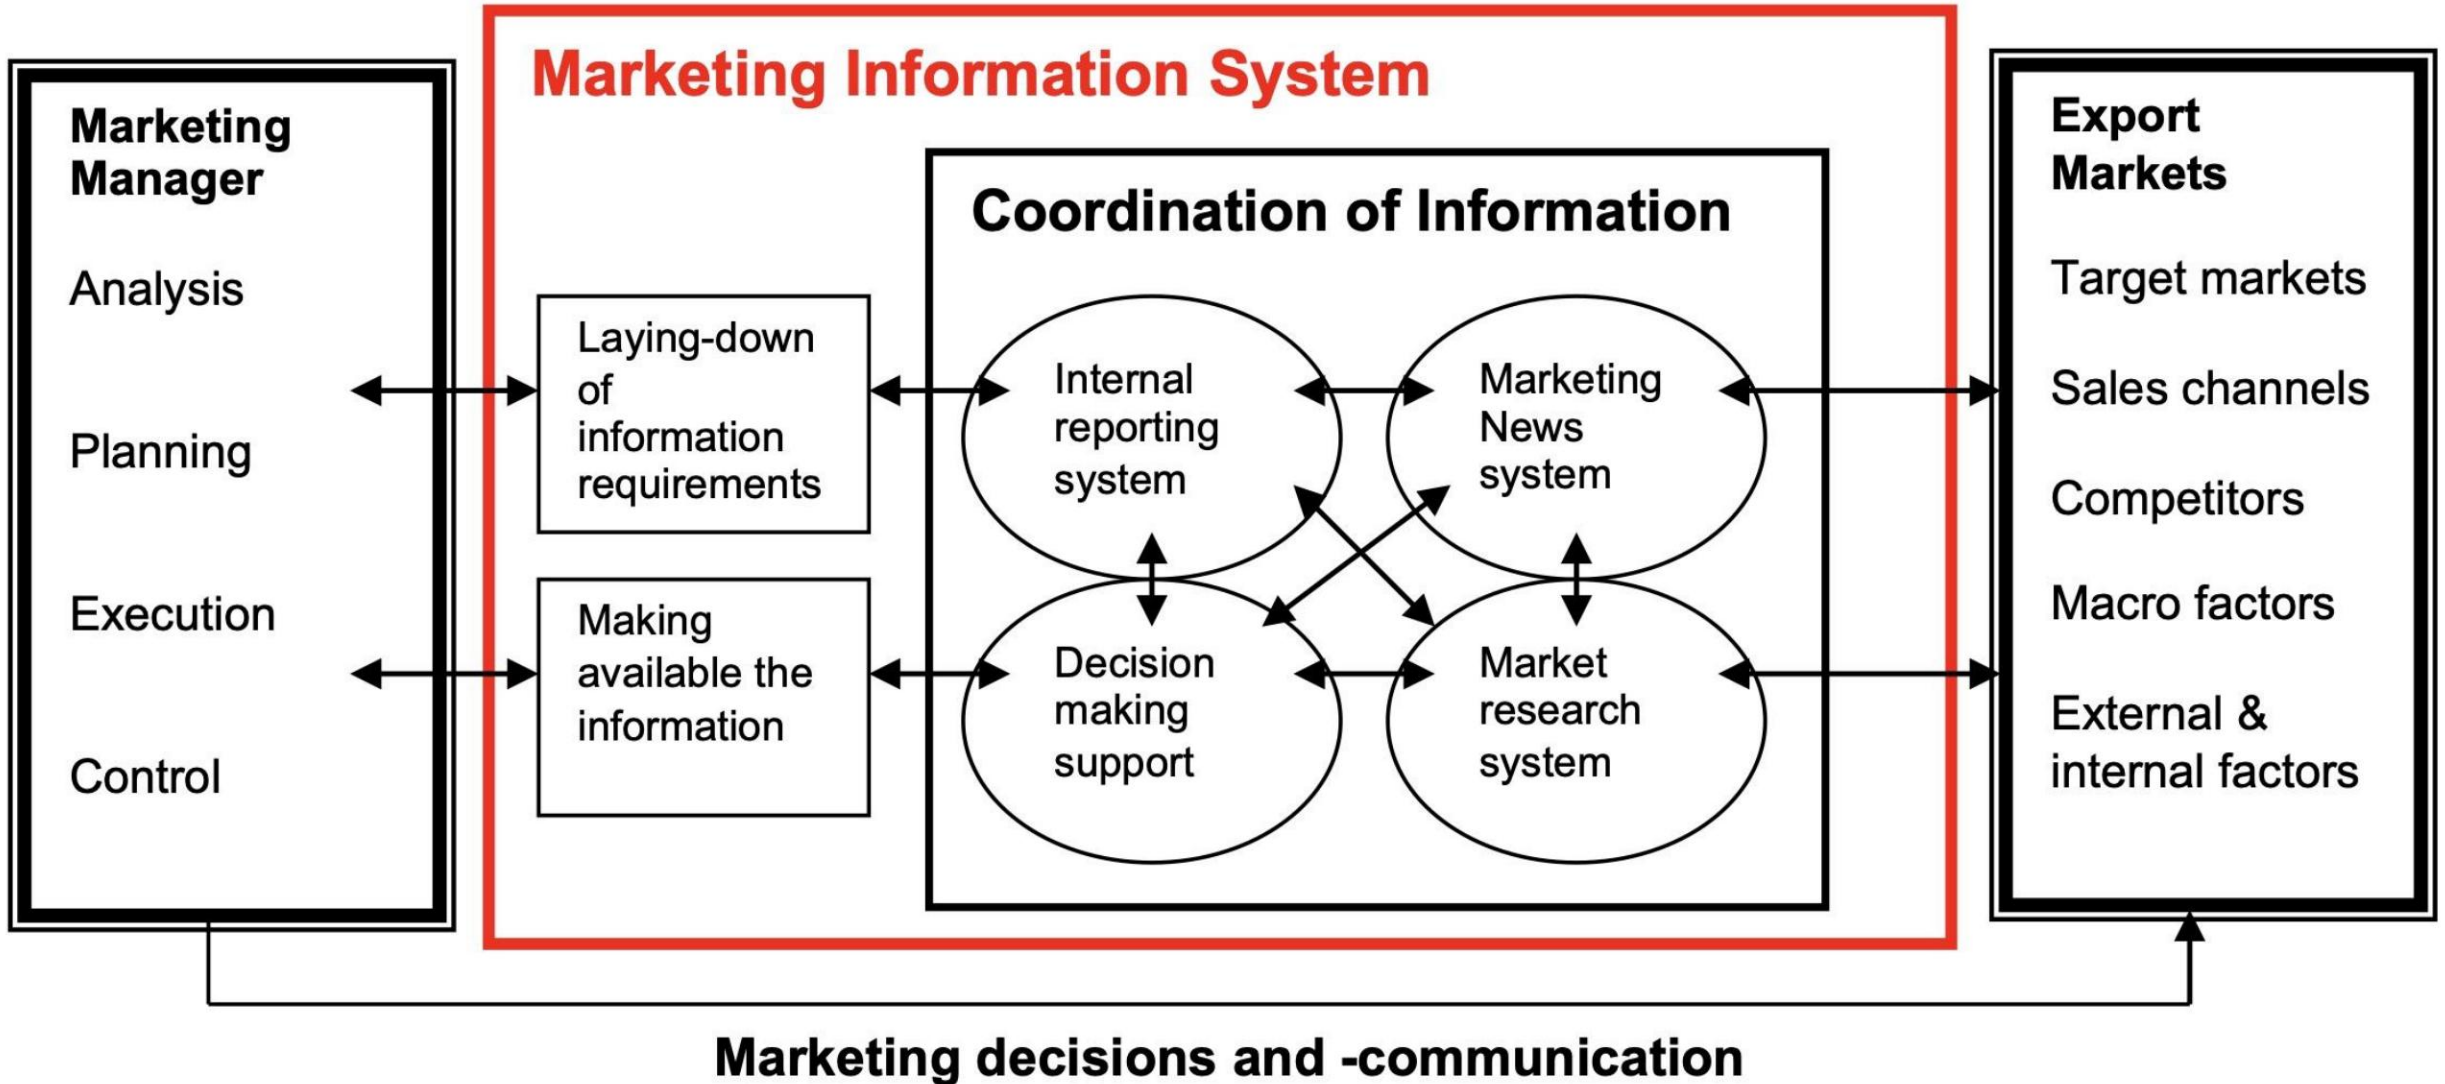 Marketing Information System
Marketing
Manager
Analysis
Planning
Execution
Control
Laying-down
of
information
requirements
Making
available the
information
Coordination of Information
Internal
reporting
system
Marketing
News
system
Decision
making
support
Market
research
system
Export
Markets
Target markets
Sales channels
Competitors
Macro factors
External &
internal factors
Marketing decisions and -communication